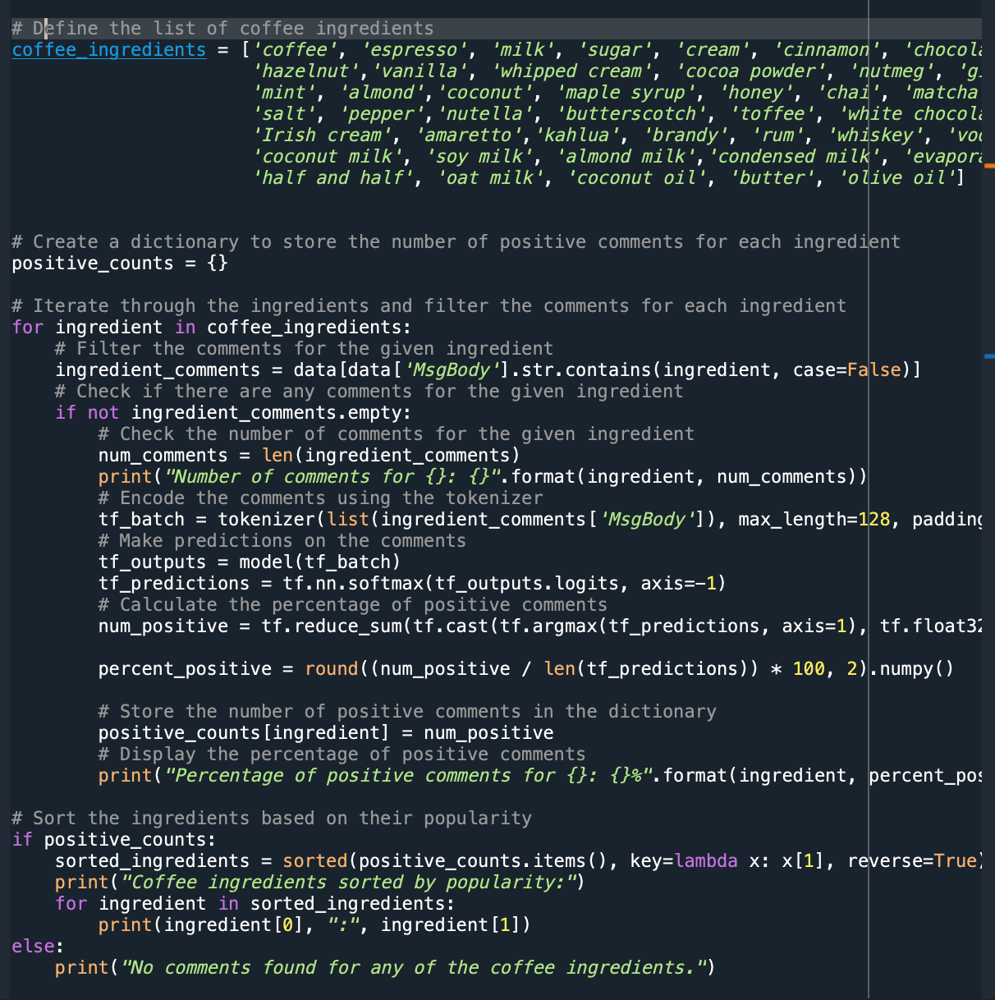 # Define the list of coffee ingredients
coffee_ingredients = ['coffee', 'espresso', 'milk', 'sugar', 'cream', 'cinnamon', 'chocol
'hazelnut','vanilla', 'whipped cream', 'cocoa powder', 'nutmeg', 'g
'mint', 'almond','coconut', 'maple syrup', 'honey', 'chai', 'matcha
'salt', 'pepper','nutella', 'butterscotch', 'toffee', 'white chocol
'Irish cream', 'amaretto','kahlua', 'brandy', 'rum', 'whiskey', 'vo
'coconut milk', 'soy milk', 'almond milk','condensed milk', 'evapor
'half and half', 'oat milk', 'coconut oil', 'butter', 'olive oil']
# Create a dictionary to store the number of positive comments for each ingredient
positive_counts = {}
# Iterate through the ingredients and filter the comments for each ingredient
for ingredient in coffee_ingredients:
# Filter the comments for the given ingredient
ingredient_comments = data[data['MsgBody'].str.contains(ingredient, case=False)]
# Check if there are any comments for the given ingredient
if not ingredient_comments.empty:
# Check the number of comments for the given ingredient
num_comments = len(ingredient_comments)
print("Number of comments for {}: {}".format(ingredient, num_comments))
# Encode the comments using the tokenizer
tf_batch = tokenizer(list(ingredient_comments['MsgBody']), max_length=128, padding
# Make predictions on the comments
tf_outputs = model(tf_batch)
tf_predictions = tf.nn.softmax(tf_outputs.logits, axis=-1)
# Calculate the percentage of positive comments
num_positive = tf.reduce_sum(tf.cast(tf.argmax(tf_predictions, axis=1), tf.float32
percent_positive = round((num_positive / len(tf_predictions)) * 100, 2).numpy()
# Store the number of positive comments in the dictionary
positive_counts[ingredient] = num_positive
# Display the percentage of positive comments
print("Percentage of positive comments for {}: {}%".format(ingredient, percent_pos
# Sort the ingredients based on their popularity
if positive_counts:
sorted_ingredients = sorted(positive_counts.items(), key=lambda x: x[1], reverse=True)
print("Coffee ingredients sorted by popularity:")
for ingredient in sorted_ingredients:
print(ingredient[0], ":", ingredient[1])
else:
print("No comments found for any of the coffee ingredients.")